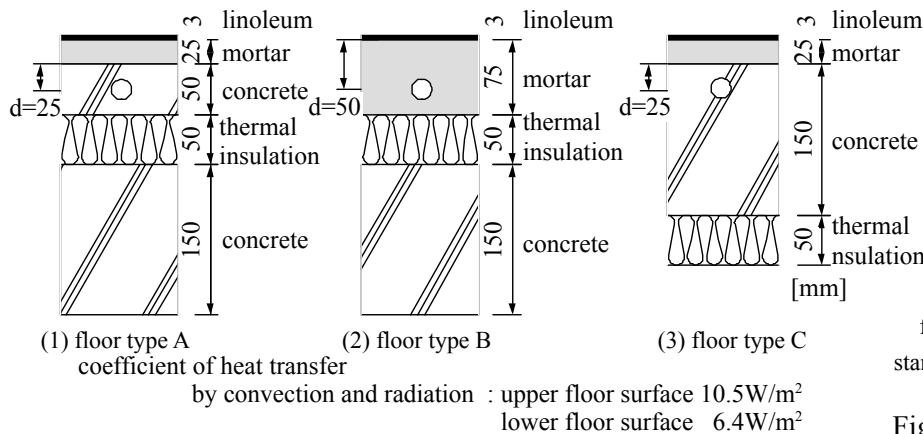 3 linoleum
25 mortar
50 concrete
d=25
50 thermal
insulation
150 concrete
(1) floor type A
3 linoleum
75 mortar
d=50
50 thermal
insulation
150 concrete
(2) floor type B
3 linoleum
25 mortar
d=25
150 concrete
50 thermal
nsulation
[mm]
(3) floor type C
coefficient of heat transfer
by convection and radiation : upper floor surface 10.5W/m²
lower floor surface 6.4W/m²
f
star
Fig